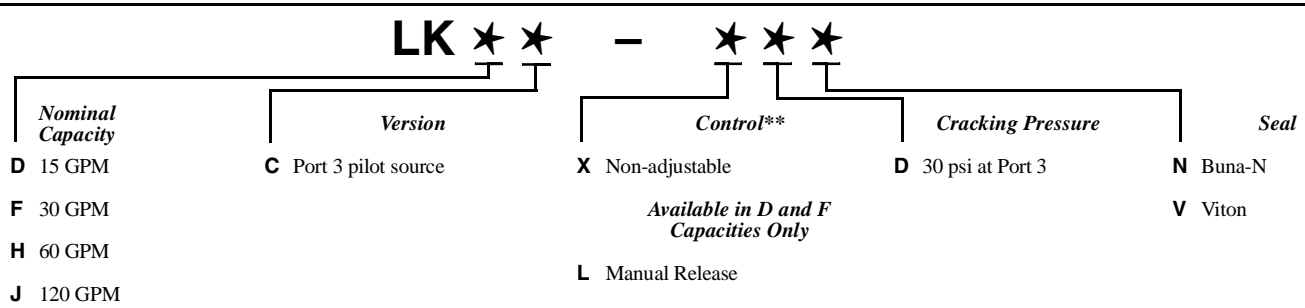 LK ★ ★ – ★ ★ ★
Nominal
Capacity
D 15 GPM
F 30 GPM
H 60 GPM
J 120 GPM
Version
C Port 3 pilot source
Control**
X Non-adjustable
Available in D and F
Capacities Only
L Manual Release
Cracking Pressure
D 30 psi at Port 3
Seal
N Buna-N
V Viton